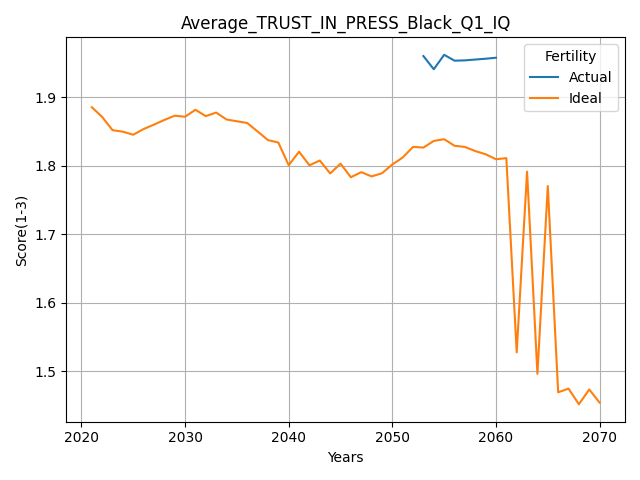 Average_TRUST_IN_PRESS_Black_Q1_IQ
Fertility
Actual
Ideal
Score(1-3)
1.9
1.8
1.7
1.6
1.5
2020 2030 2040 2050 2060 2070
Years